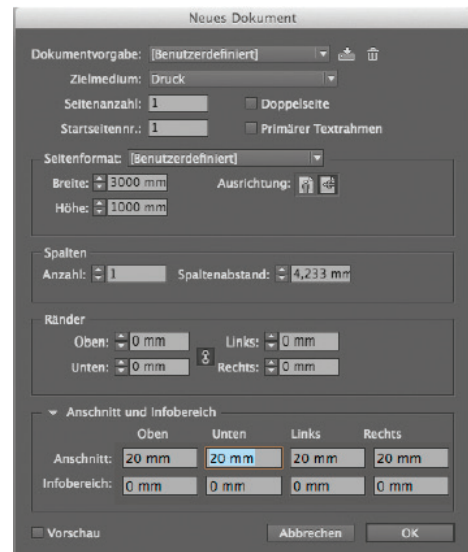 Neues Dokument
Dokumentvorgabe: [Benutzerdefiniert]
Zielmedium: Druck
Seitenanzahl: 1 Doppelseite
Startseitennr.: 1 Primärer Textrahmen
Seitenformat: [Benutzerdefiniert]
Breite: 3000 mm Ausrichtung:
Höhe: 1000 mm
Spalten
Anzahl: 1 Spaltenabstand: 4,233 mm
Ränder
Oben: 0 mm Links: 0 mm
Unten: 0 mm Rechts: 0 mm
Anschnitt und Infobereich
Oben Unten Links Rechts
Anschnitt: 20 mm 20 mm 20 mm 20 mm
Infobereich: 0 mm 0 mm 0 mm 0 mm
Vorschau Abbrechen OK